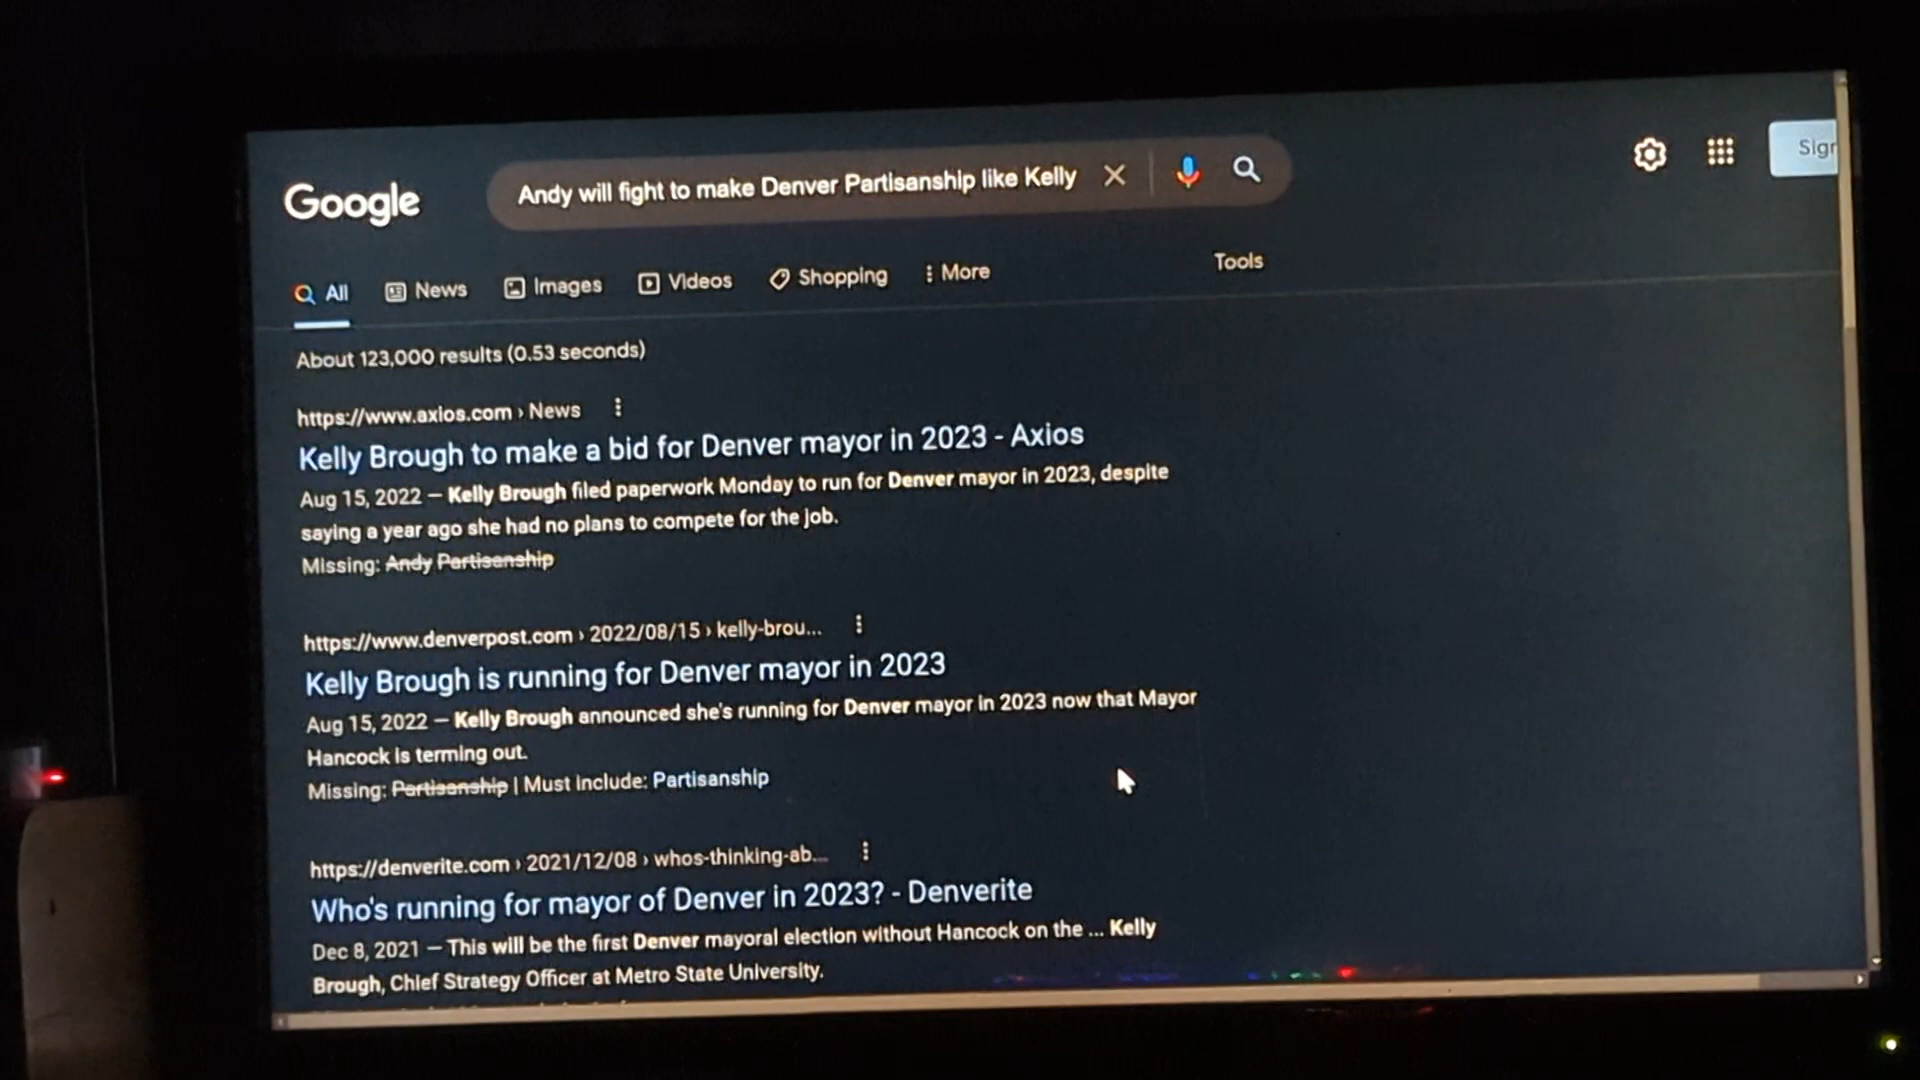 Google
Andy will fight to make Denver Partisanship like Kelly
Sign
All
News
Images
Videos
Shopping
More
Tools
About 123,000 results (0.53 seconds)
https://www.axios.com › News
Kelly Brough to make a bid for Denver mayor in 2023 - Axios
Aug 15, 2022 — Kelly Brough filed paperwork Monday to run for Denver mayor in 2023, despite
saying a year ago she had no plans to compete for the job.
Missing: Andy Partisanship
https://www.denverpost.com › 2022/08/15 › kelly-brou...
Kelly Brough is running for Denver mayor in 2023
Aug 15, 2022 — Kelly Brough announced she's running for Denver mayor in 2023 now that Mayor
Hancock is terming out.
Missing: Partisanship | Must include: Partisanship
https://denverite.com › 2021/12/08 › whos-thinking-ab...
Who's running for mayor of Denver in 2023? - Denverite
Dec 8, 2021 — This will be the first Denver mayoral election without Hancock on the ... Kelly
Brough, Chief Strategy Officer at Metro State University.